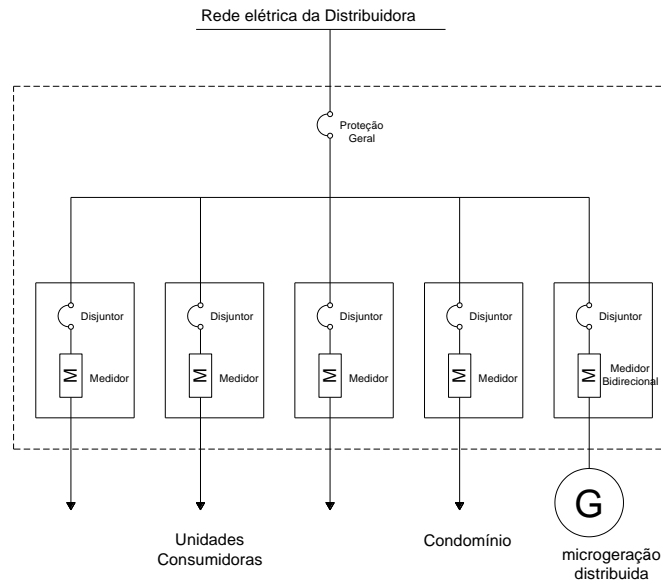 Rede elétrica da Distribuidora
Proteção
Geral
Disjuntor
Disjuntor
Disjuntor
Disjuntor
Disjuntor
M
Medidor
M
Medidor
M
Medidor
M
Medidor
M
Medidor
Bidirecional
Unidades
Consumidoras
Condomínio
G
microgeração
distribuida